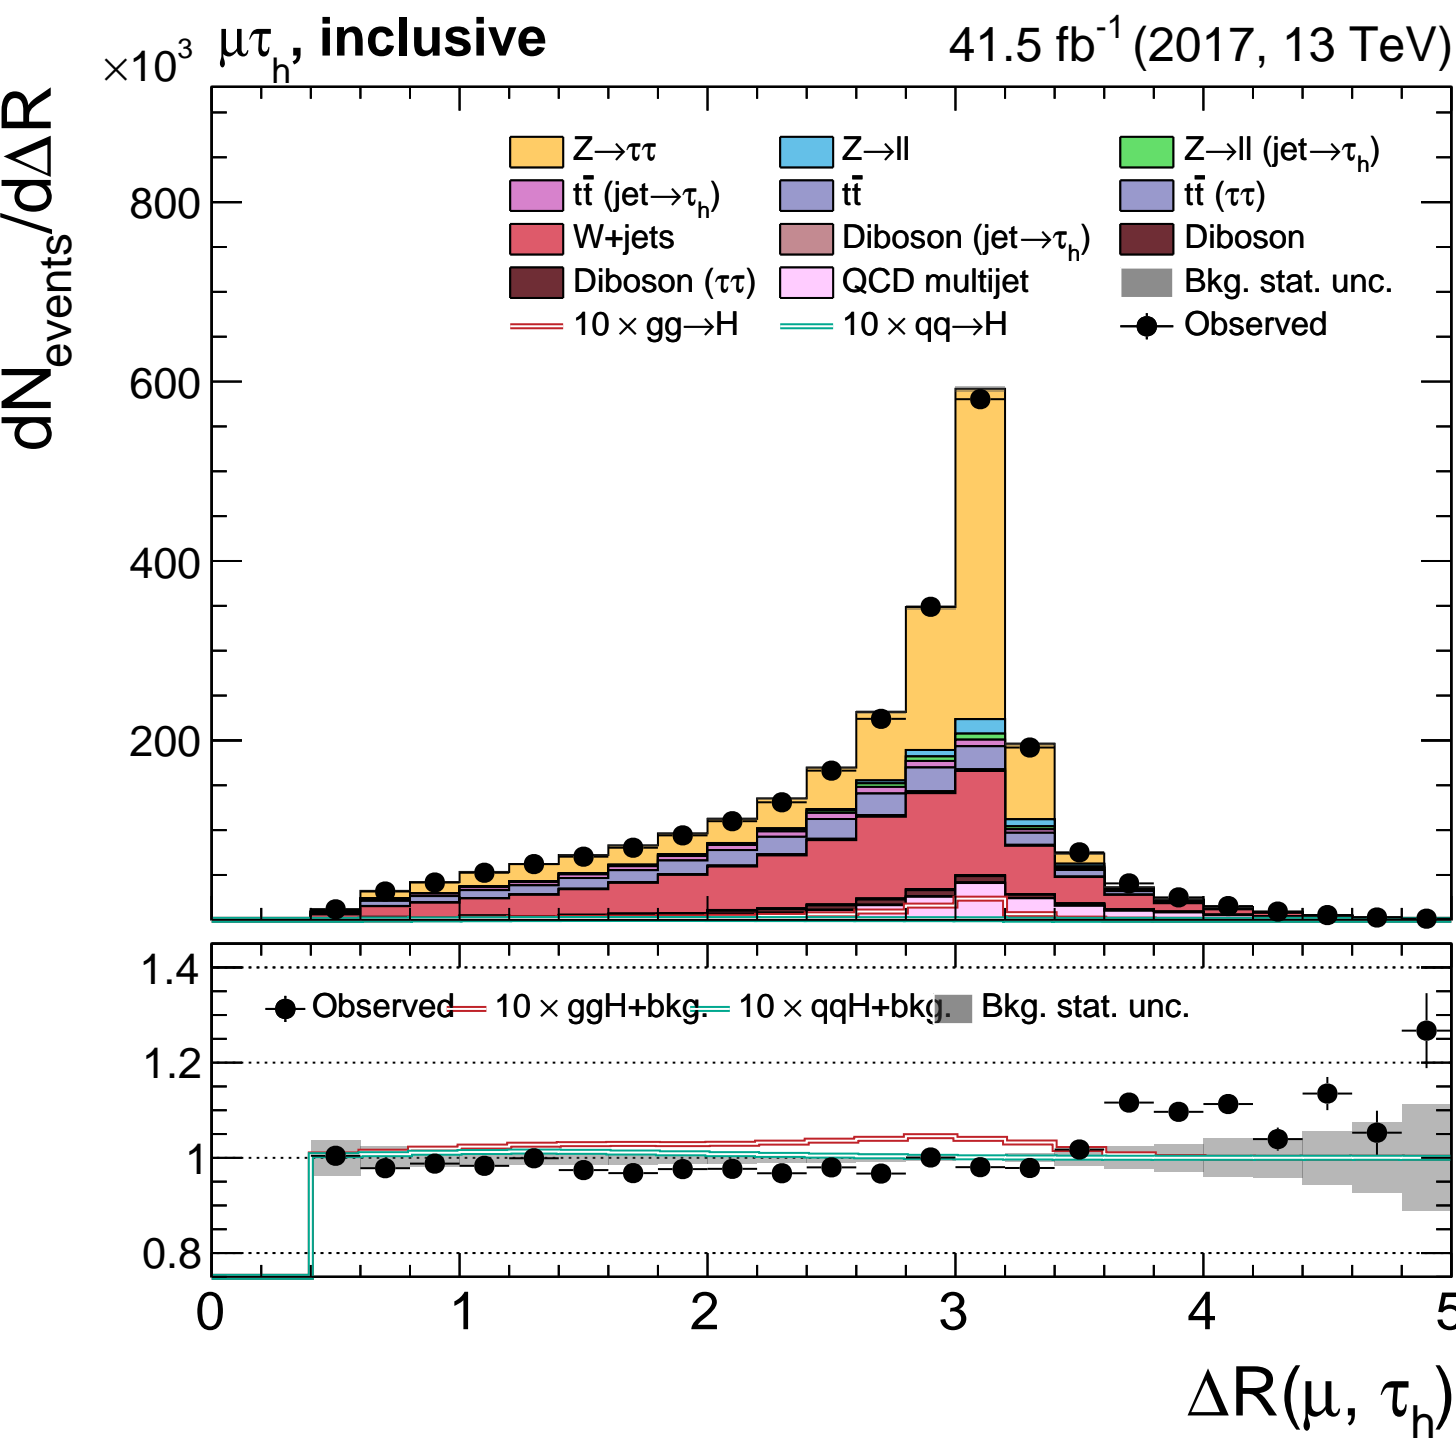 ×10³ μτₕ, inclusive 41.5 fb⁻¹ (2017, 13 TeV)
dN_events/dΔR
Z→ττ Z→ll Z→ll (jet→τₕ)
tt̄ (jet→τₕ) tt̄ tt̄ (ττ)
W+jets Diboson (jet→τₕ) Diboson
Diboson (ττ) QCD multijet Bkg. stat. unc.
10 × gg→H 10 × qq→H Observed
800
600
400
200
1.4
Observed 10 × ggH+bkg. 10 × qqH+bkg. Bkg. stat. unc.
1.2
1
0.8
0 1 2 3 4 5
ΔR(μ, τₕ)